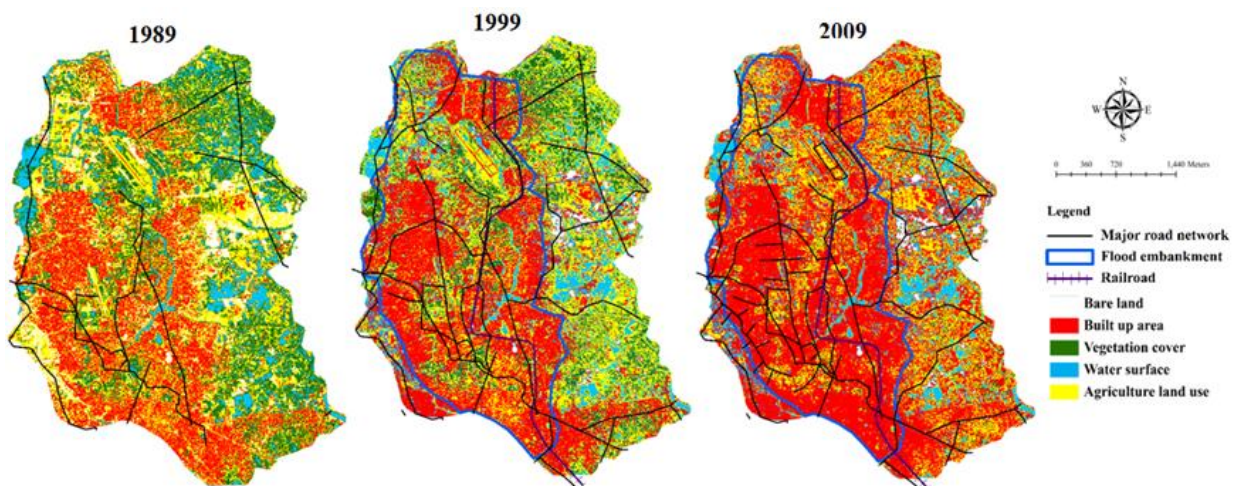 1989
1999
2009
N
W E
S
0 360 720 1,440 Meters
Legend
Major road network
Flood embankment
Railroad
Bare land
Built up area
Vegetation cover
Water surface
Agriculture land use